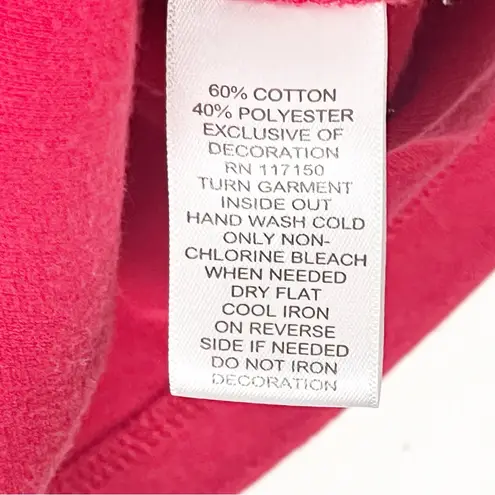 60% COTTON
40% POLYESTER
EXCLUSIVE OF
DECORATION
RN 117150
TURN GARMENT
INSIDE OUT
HAND WASH COLD
ONLY NON-
CHLORINE BLEACH
WHEN NEEDED
DRY FLAT
COOL IRON
ON REVERSE
SIDE IF NEEDED
DO NOT IRON
DECORATION